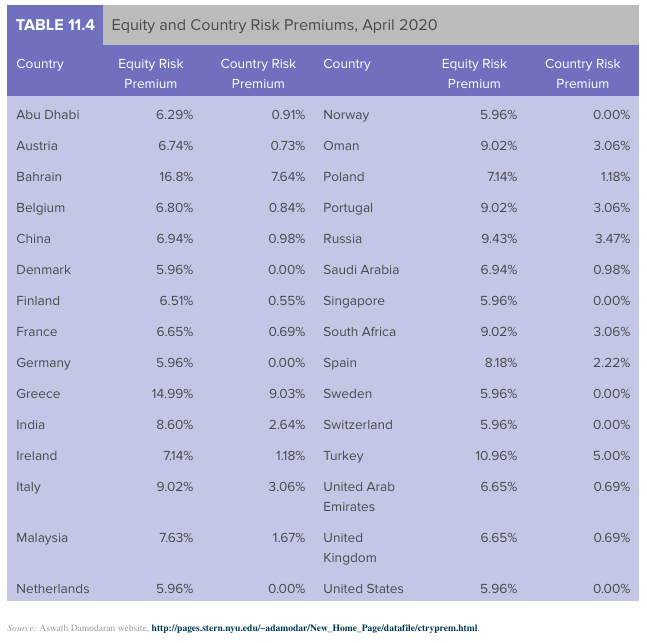 TABLE 11.4 Equity and Country Risk Premiums, April 2020
Country Equity Risk Premium Country Risk Premium Country Equity Risk Premium Country Risk Premium
Abu Dhabi 6.29% 0.91% Norway 5.96% 0.00%
Austria 6.74% 0.73% Oman 9.02% 3.06%
Bahrain 16.8% 7.64% Poland 7.14% 1.18%
Belgium 6.80% 0.84% Portugal 9.02% 3.06%
China 6.94% 0.98% Russia 9.43% 3.47%
Denmark 5.96% 0.00% Saudi Arabia 6.94% 0.98%
Finland 6.51% 0.55% Singapore 5.96% 0.00%
France 6.65% 0.69% South Africa 9.02% 3.06%
Germany 5.96% 0.00% Spain 8.18% 2.22%
Greece 14.99% 9.03% Sweden 5.96% 0.00%
India 8.60% 2.64% Switzerland 5.96% 0.00%
Ireland 7.14% 1.18% Turkey 10.96% 5.00%
Italy 9.02% 3.06% United Arab Emirates 6.65% 0.69%
Malaysia 7.63% 1.67% United Kingdom 6.65% 0.69%
Netherlands 5.96% 0.00% United States 5.96% 0.00%
Source: Aswath Damodaran website, http://pages.stern.nyu.edu/~adamodar/New_Home_Page/datafile/ctryprem.html.